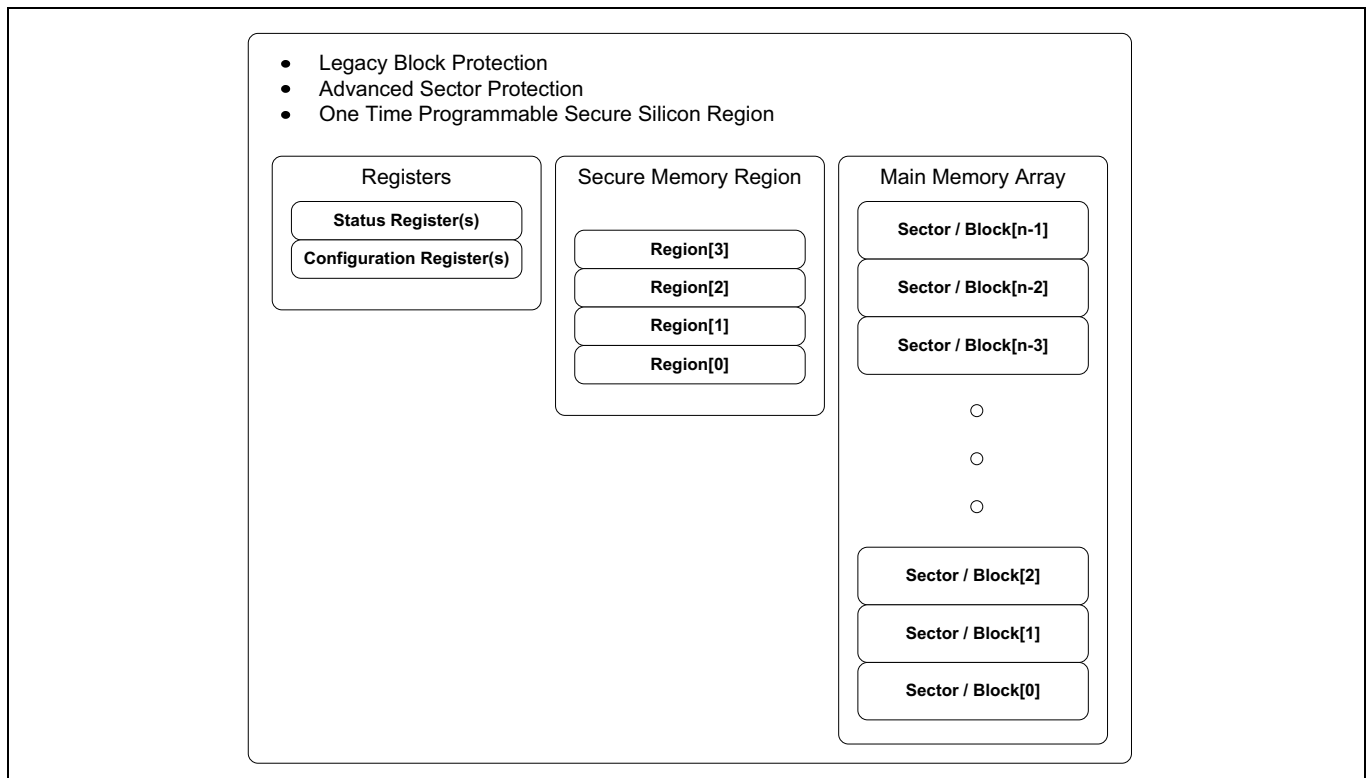 • Legacy Block Protection
• Advanced Sector Protection
• One Time Programmable Secure Silicon Region
Registers
Status Register(s)
Configuration Register(s)
Secure Memory Region
Region[3]
Region[2]
Region[1]
Region[0]
Main Memory Array
Sector / Block[n-1]
Sector / Block[n-2]
Sector / Block[n-3]
Sector / Block[2]
Sector / Block[1]
Sector / Block[0]